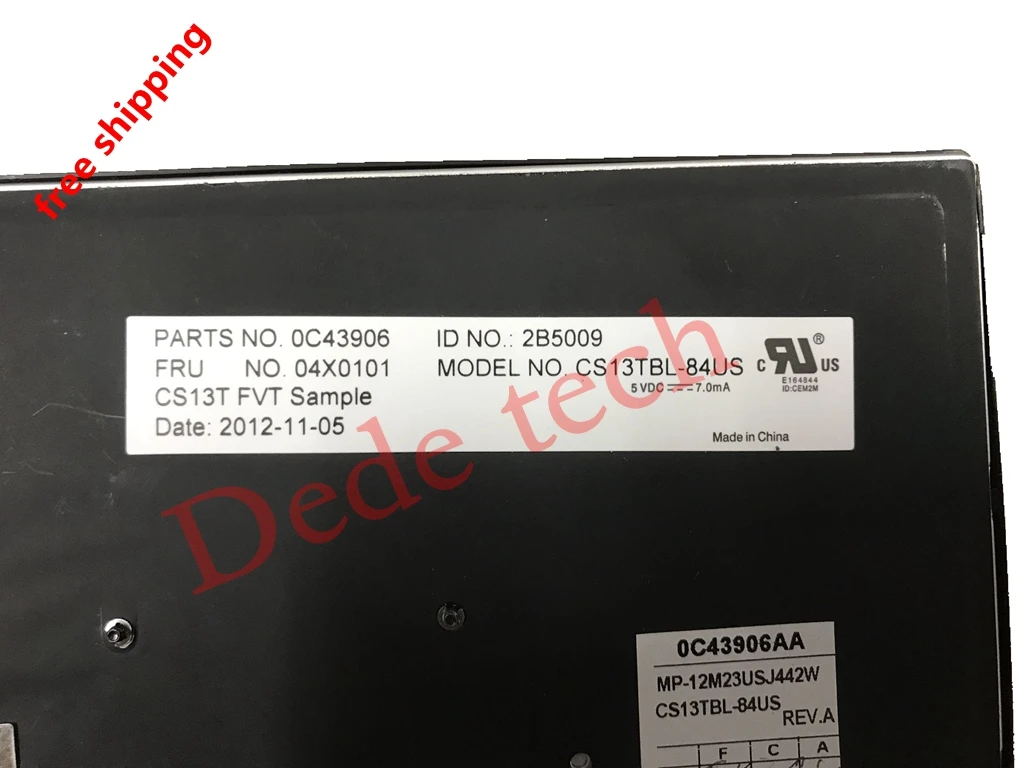 free shipping
PARTS NO. 0C43906 ID NO.: 2B5009
FRU NO. 04X0101 MODEL NO. CS13TBL-84US
CS13T FVT Sample 5 VDC 7.0mA
Date: 2012-11-05
c RU ® US
E164844
ID:CEM2M
Made in China
Dede tech
0C43906AA
MP-12M23USJ442W
CS13TBL-84US
REV.A
F C A